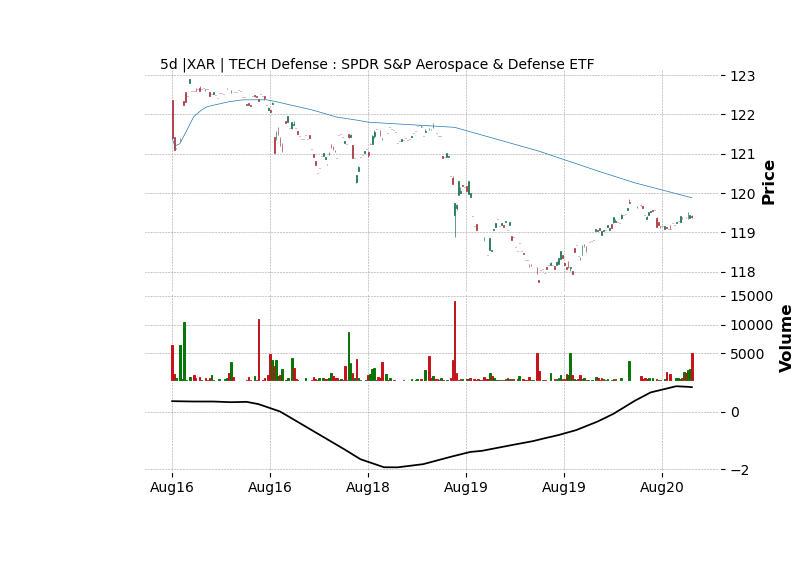 5d |XAR | TECH Defense : SPDR S&P Aerospace & Defense ETF
123
122
121
120
119
118
Price
15000
10000
5000
Volume
0
−2
Aug16
Aug16
Aug18
Aug19
Aug19
Aug20